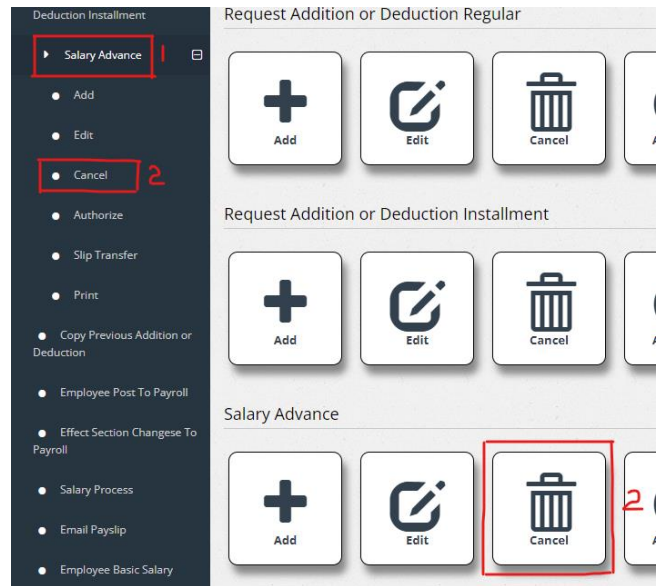 Deduction Installment
Salary Advance
1
Add
Edit
Cancel
2
Authorize
Slip Transfer
Print
Copy Previous Addition or
Deduction
Employee Post To Payroll
Effect Section Changese To
Payroll
Salary Process
Email Payslip
Employee Basic Salary
Request Addition or Deduction Regular
Add
Edit
Cancel
Request Addition or Deduction Installment
Add
Edit
Cancel
Salary Advance
Add
Edit
Cancel
2